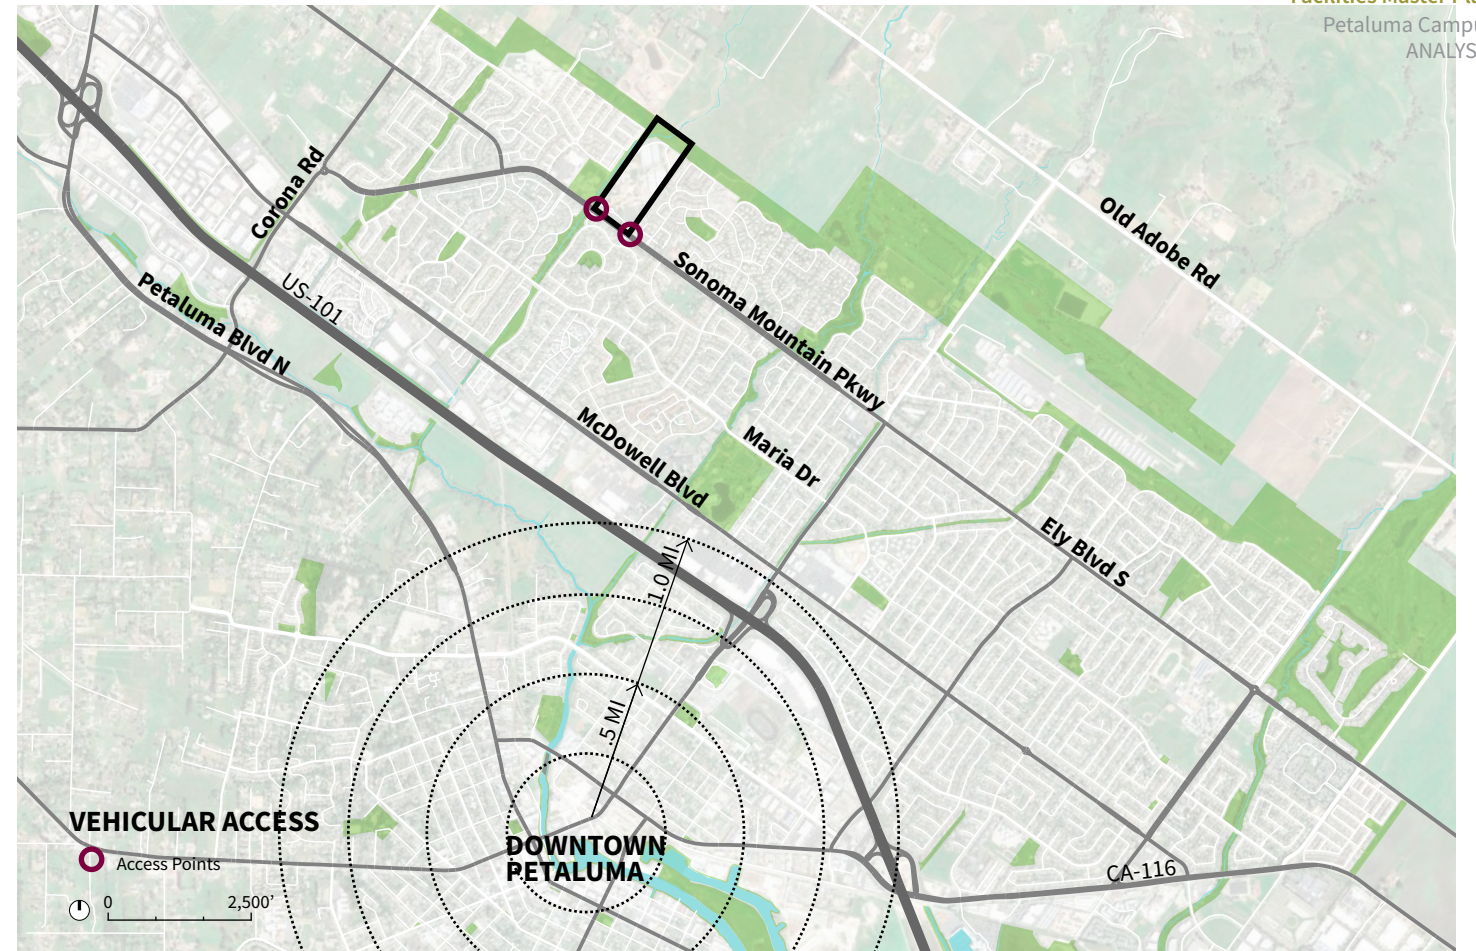 Petaluma Campu
ANALYS
Old Adobe Rd
Corona Rd
Sonoma Mountain Pkwy
US-101
Petaluma Blvd N
McDowell Blvd
Maria Dr
Ely Blvd S
1.0 MI
.5 MI
VEHICULAR ACCESS
Access Points
0 2,500’
DOWNTOWN
PETALUMA
CA-116